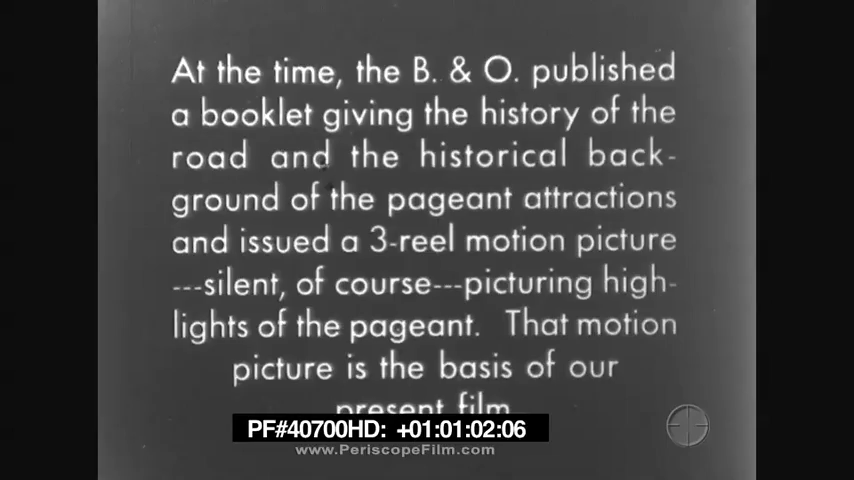 At the time, the B. & O. published
a booklet giving the history of the
road and the historical back-
ground of the pageant attractions
and issued a 3-reel motion picture
---silent, of course---picturing high-
lights of the pageant. That motion
picture is the basis of our
present film
PF#40700HD: +01:01:02:06
www.PeriscopeFilm.com